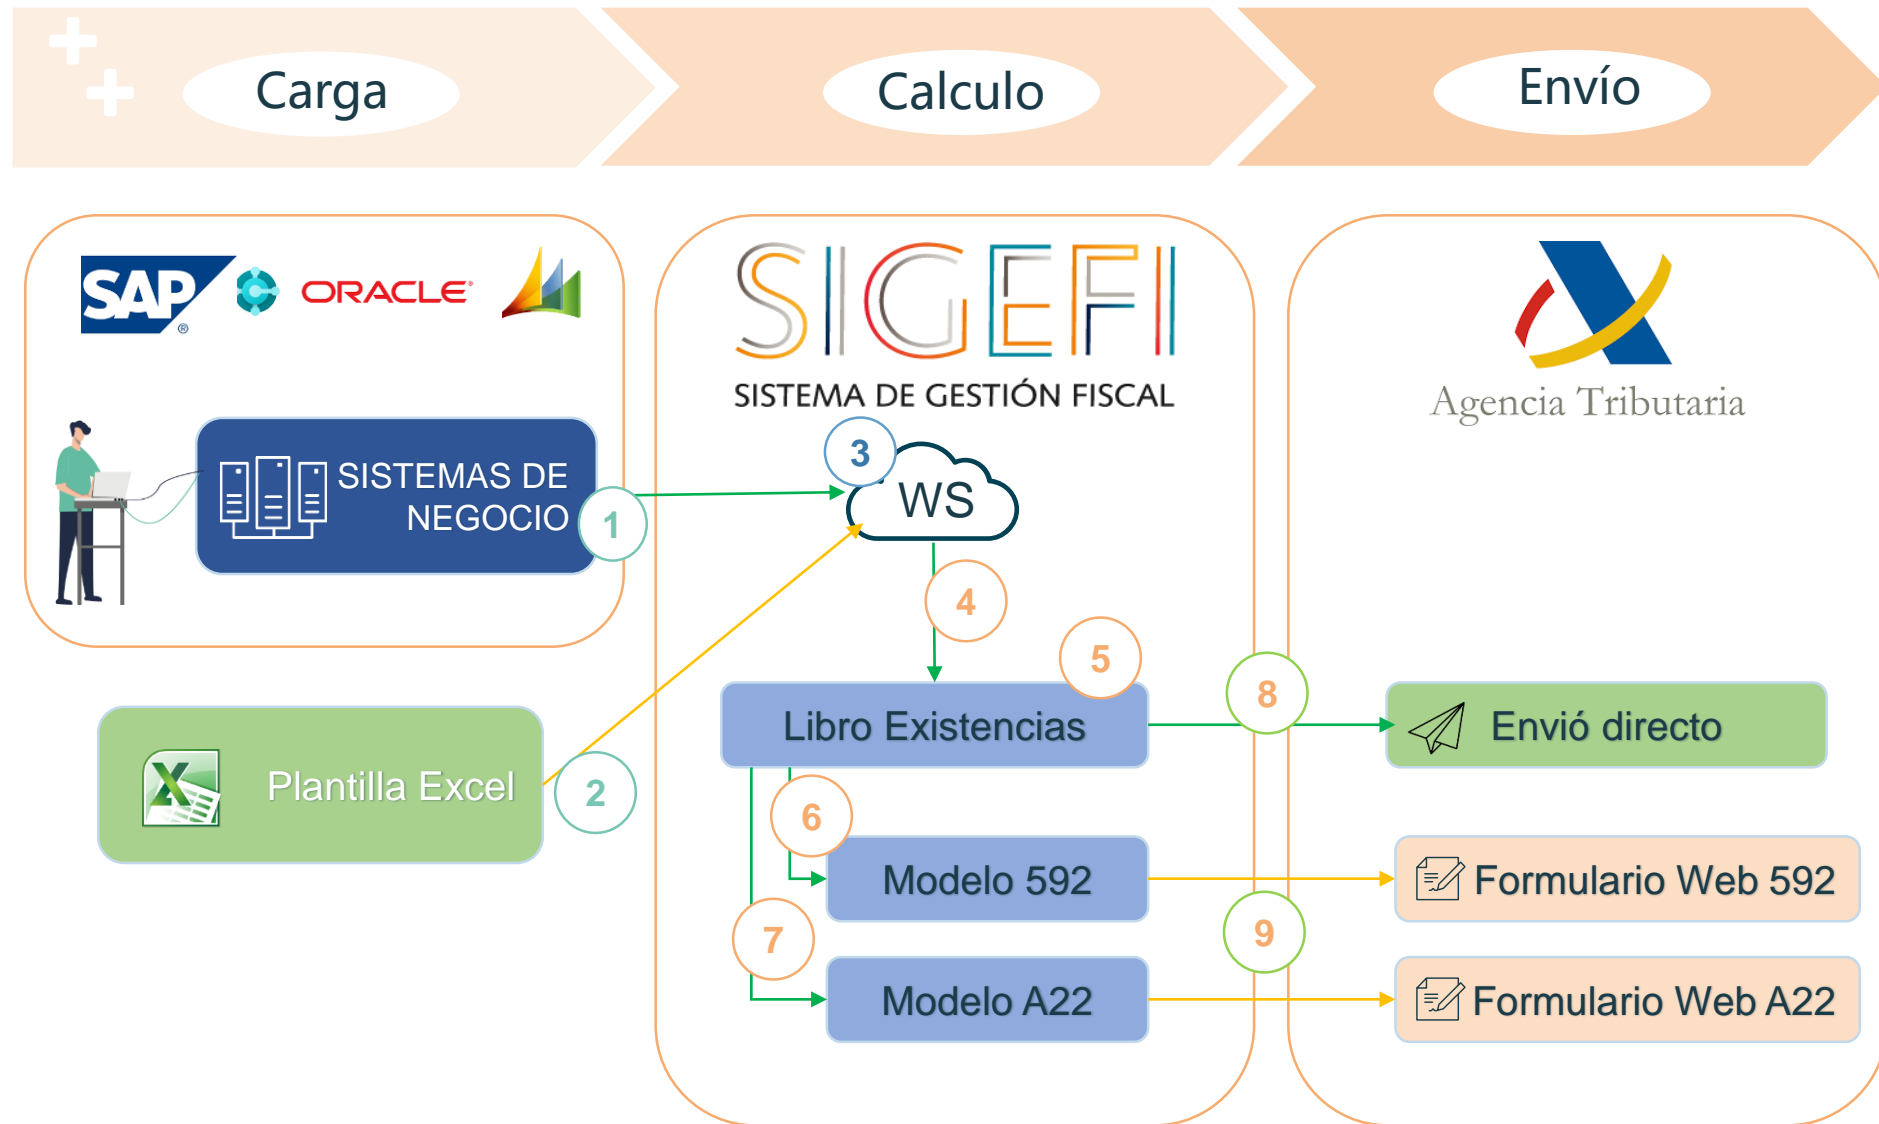 Carga
Calculo
Envío
SAP
®
ORACLE®
SIGEFI
SISTEMA DE GESTIÓN FISCAL
Agencia Tributaria
SISTEMAS DE
NEGOCIO
1
3
WS
4
5
Libro Existencias
8
Envió directo
Plantilla Excel
2
6
Modelo 592
Formulario Web 592
7
9
Modelo A22
Formulario Web A22